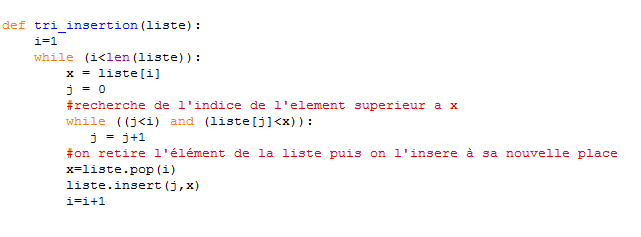 def tri_insertion(liste):
    i=1
    while (i<len(liste)):
        x = liste[i]
        j = 0
        #recherche de l'indice de l'element superieur a x
        while ((j<i) and (liste[j]<x)):
           j = j+1
        #on retire l'élément de la liste puis on l'insere à sa nouvelle place
        x=liste.pop(i)
        liste.insert(j,x)
        i=i+1